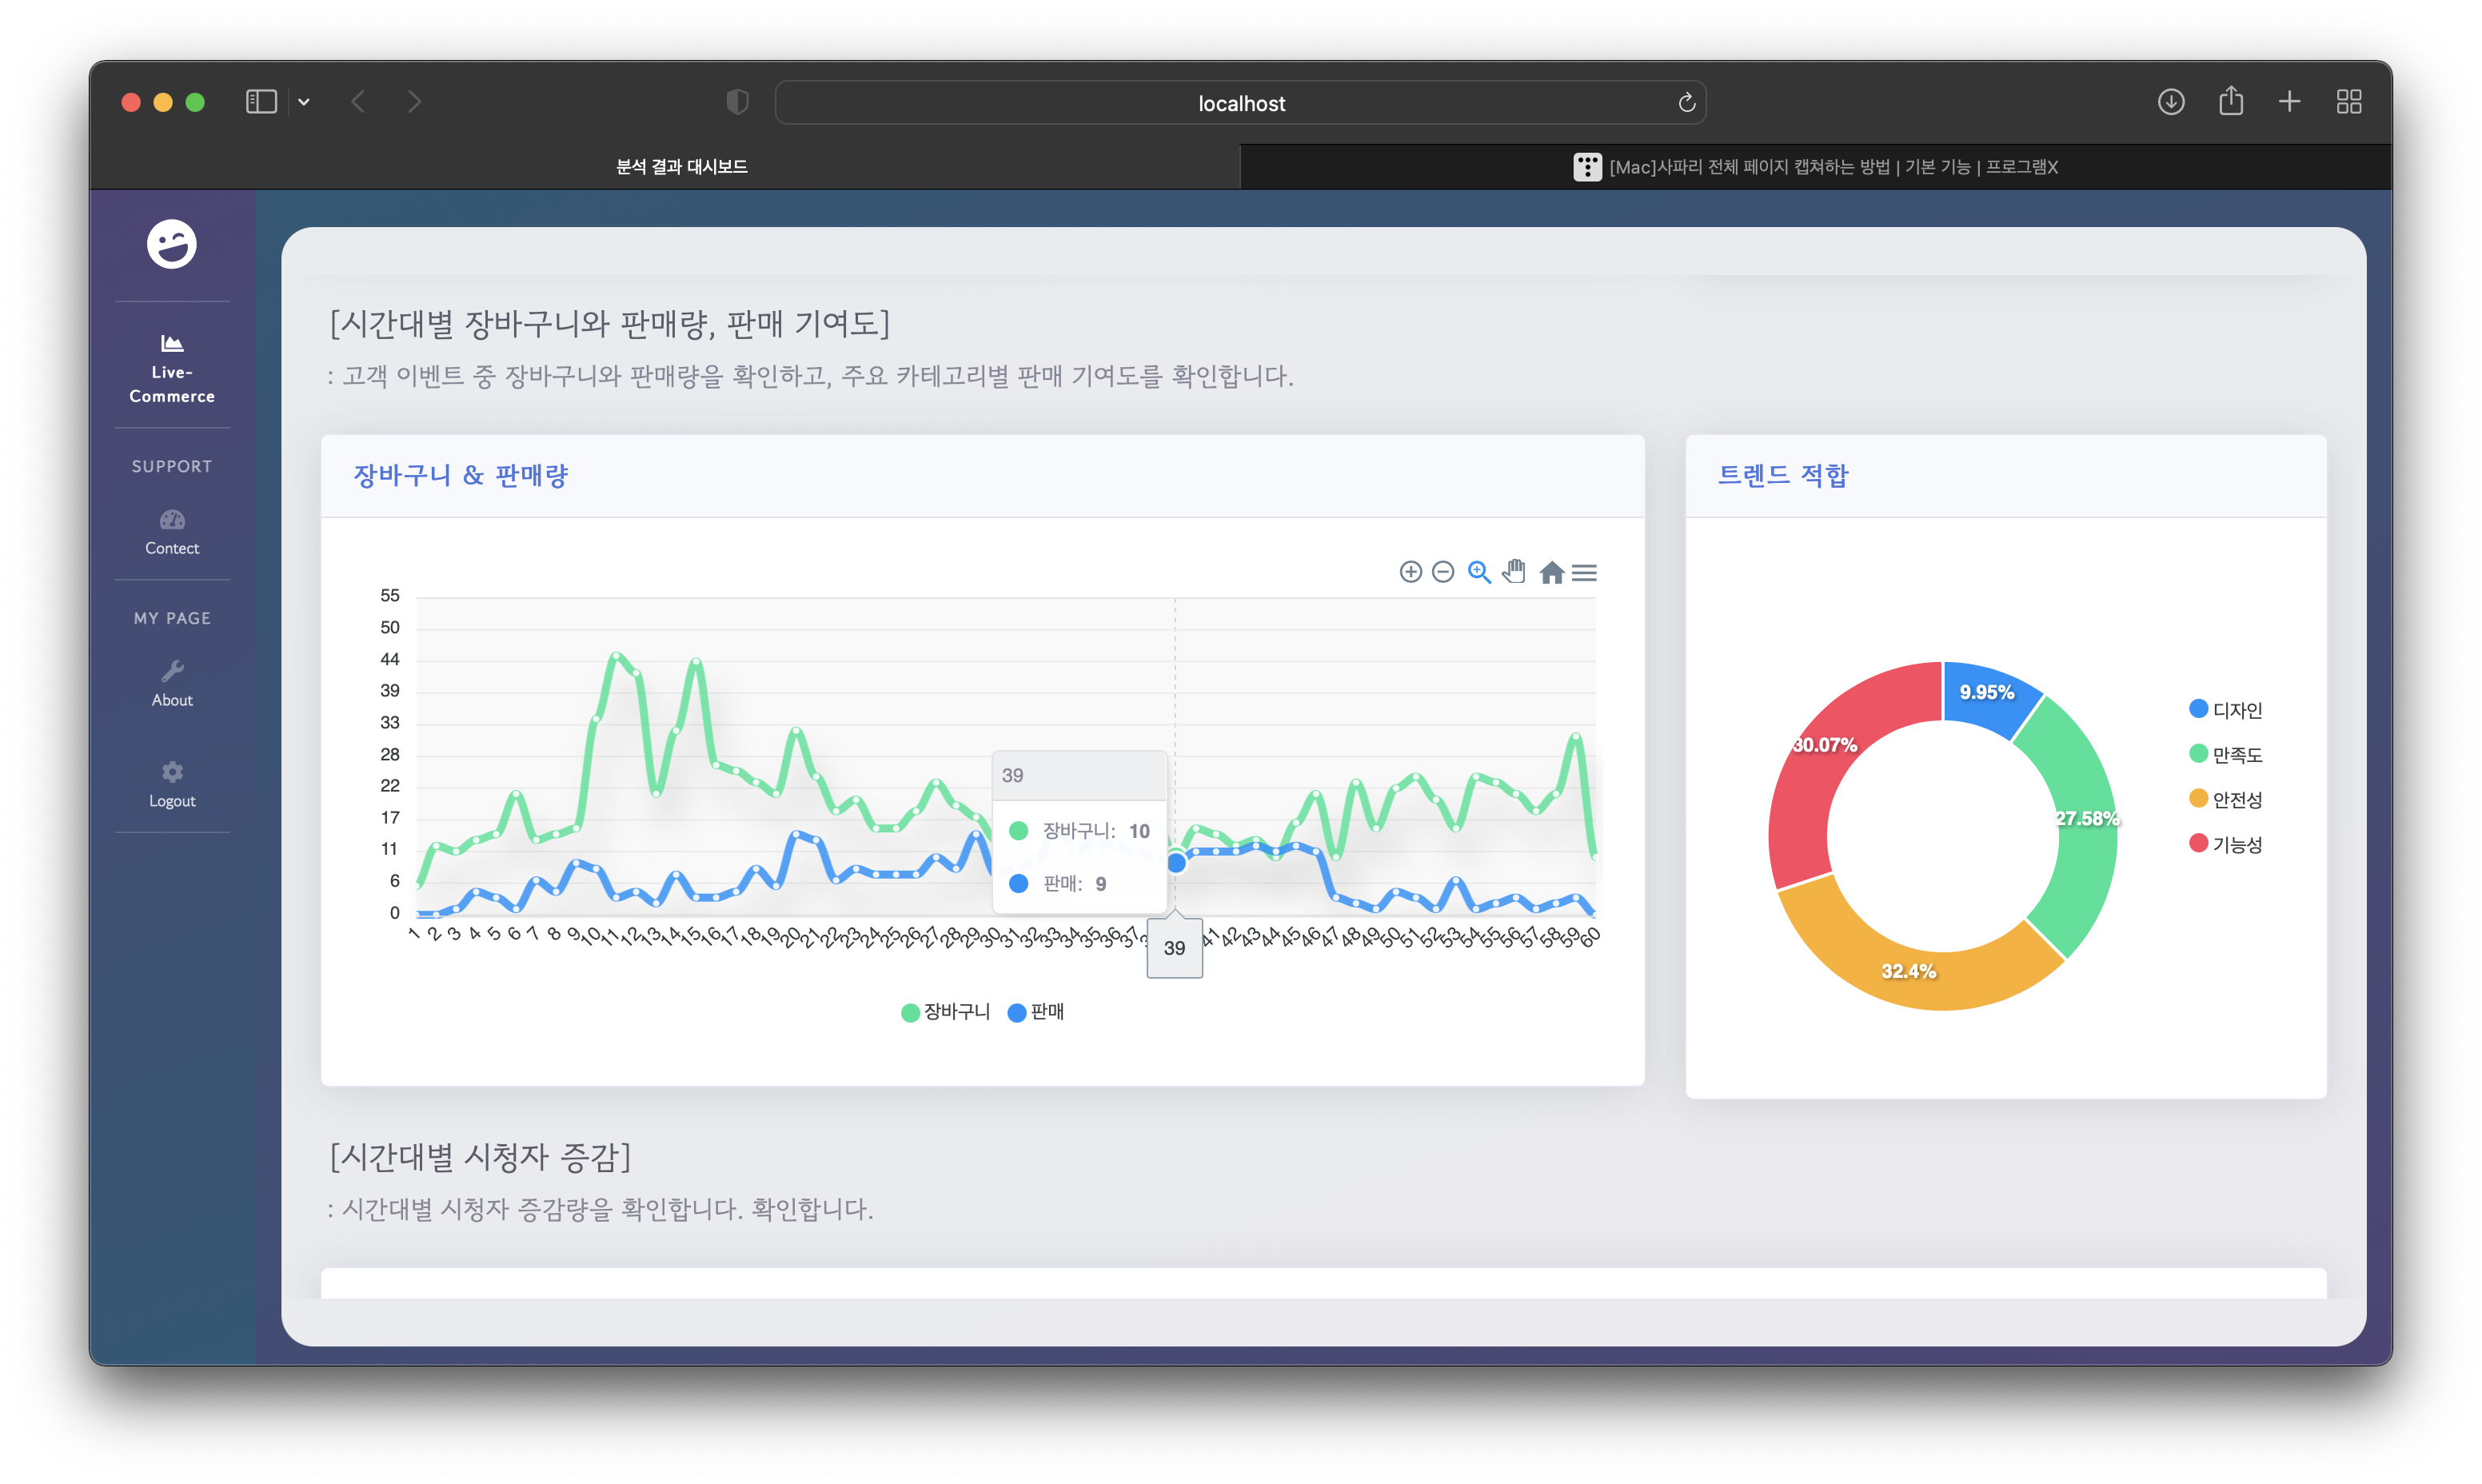 localhost
분석 결과 대시보드
[Mac]사파리 전체 페이지 캡쳐하는 방법 | 기본 기능 | 프로그램X
Live-
Commerce
SUPPORT
Contect
MY PAGE
About
Logout
[시간대별 장바구니와 판매량, 판매 기여도]
: 고객 이벤트 중 장바구니와 판매량을 확인하고, 주요 카테고리별 판매 기여도를 확인합니다.
장바구니 & 판매량
55
50
44
39
33
28
22
17
11
6
0
39
장바구니: 10
판매: 9
1 2 3 4 5 6 7 8 9 10 11 12 13 14 15 16 17 18 19 20 21 22 23 24 25 26 27 28 29 30 31 32 33 34 35 36 37 39 41 42 43 44 45 46 47 48 49 50 51 52 53 54 55 56 57 58 59 60
장바구니 판매
트렌드 적합
9.95%
30.07%
27.58%
32.4%
디자인
만족도
안전성
기능성
[시간대별 시청자 증감]
: 시간대별 시청자 증감량을 확인합니다. 확인합니다.